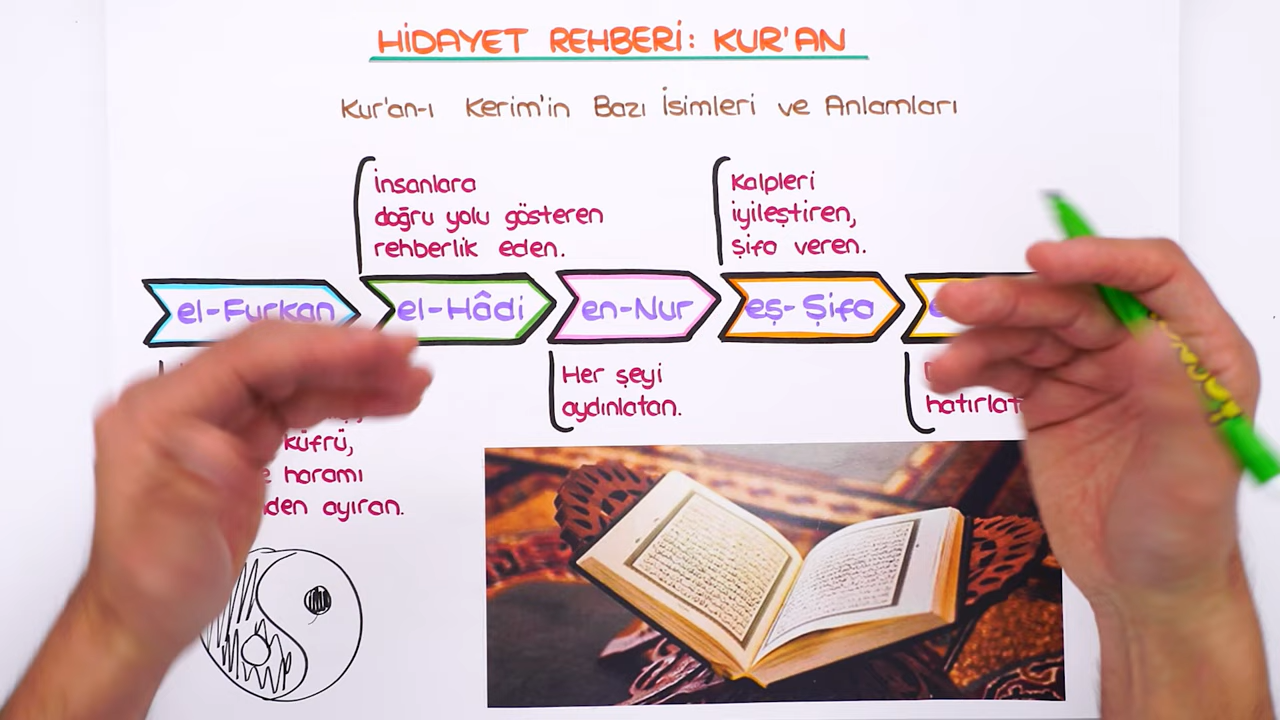 HİDAYET REHBERİ: KUR'AN
Kur'an-ı Kerim'in Bazı İsimleri ve Anlamları
İnsanlara
doğru yolu gösteren
rehberlik eden.
Kalpleri
iyileştiren,
şifa veren.
el-Furkan
el-Hâdi
en-Nur
eş-Şifa
Her şeyi
aydınlatan.
küfrü,
haramı
ayıran.